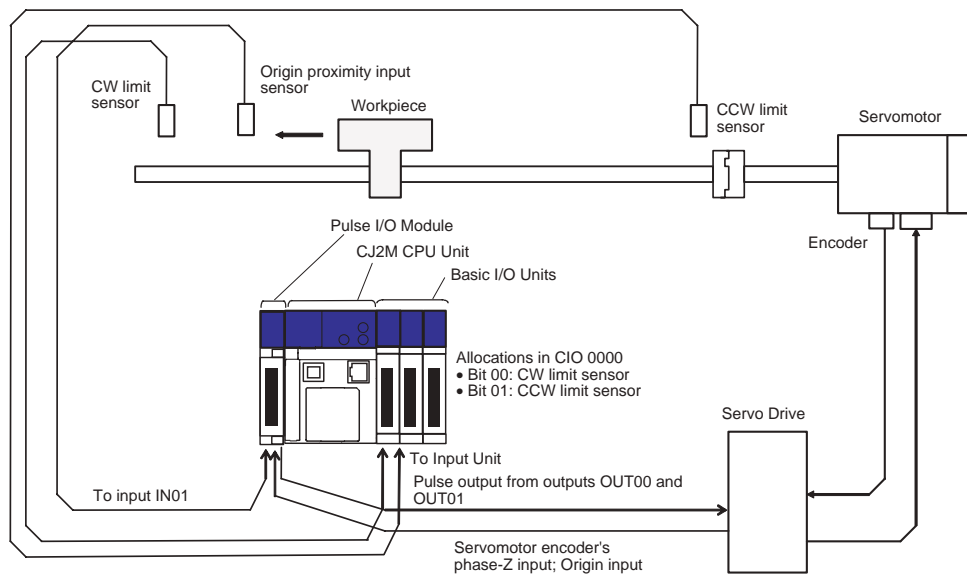 Origin proximity input
sensor
CW limit
sensor
Workpiece
CCW limit
sensor
Servomotor
Encoder
Pulse I/O Module
CJ2M CPU Unit
Basic I/O Units
Allocations in CIO 0000
• Bit 00: CW limit sensor
• Bit 01: CCW limit sensor
Servo Drive
To Input Unit
Pulse output from outputs OUT00 and
OUT01
To input IN01
Servomotor encoder's
phase-Z input; Origin input